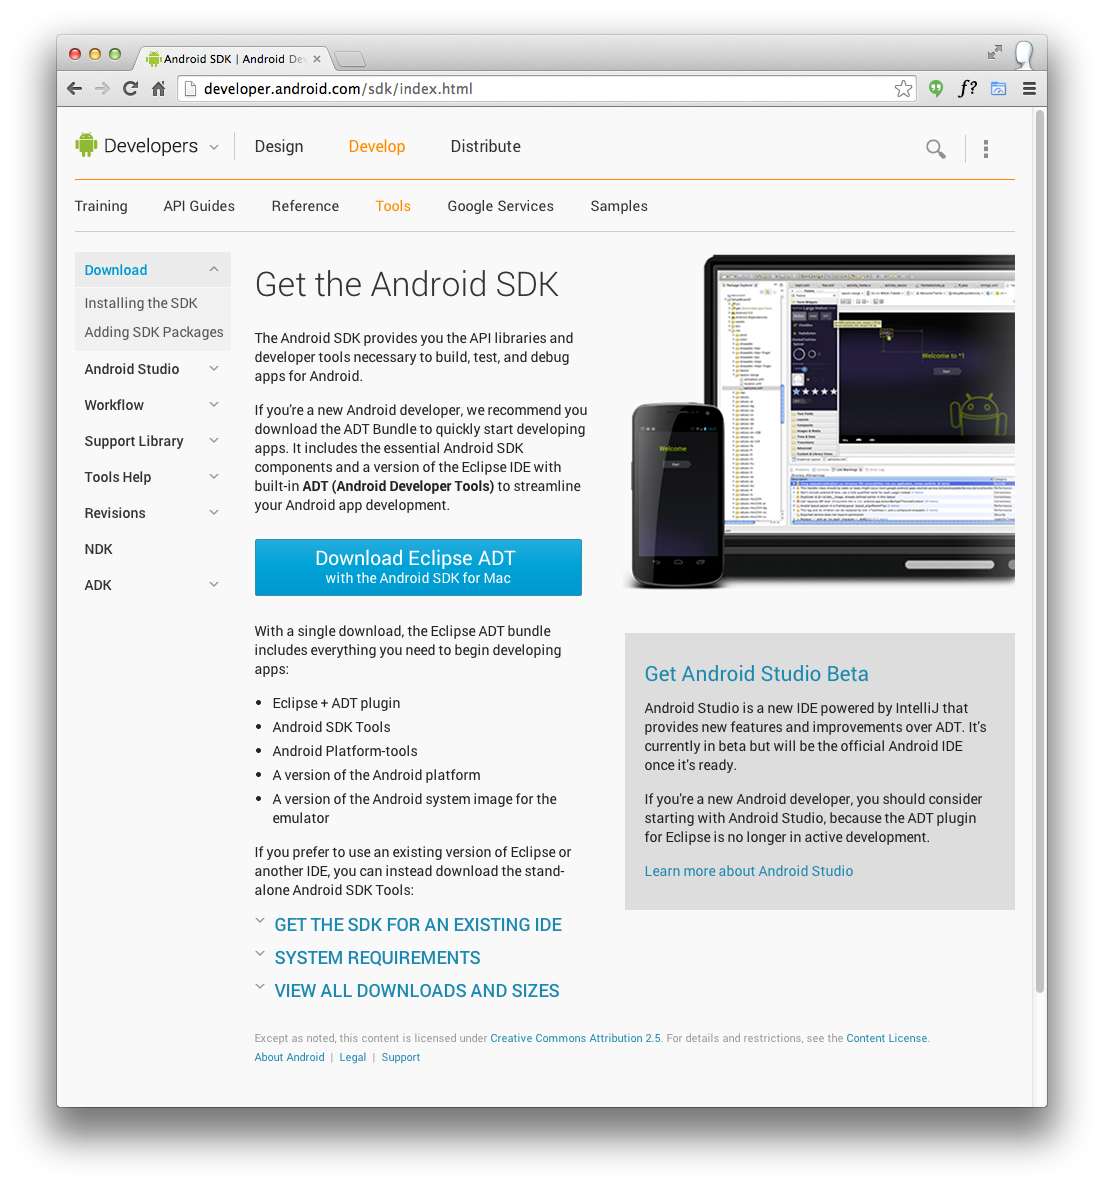 Android SDK | Android De
developer.android.com/sdk/index.html
f?
Developers
Design
Develop
Distribute
Training
API Guides
Reference
Tools
Google Services
Samples
Download
Installing the SDK
Adding SDK Packages
Android Studio
Workflow
Support Library
Tools Help
Revisions
NDK
ADK
Get the Android SDK
The Android SDK provides you the API libraries and
developer tools necessary to build, test, and debug
apps for Android.
If you're a new Android developer, we recommend you
download the ADT Bundle to quickly start developing
apps. It includes the essential Android SDK
components and a version of the Eclipse IDE with
built-in ADT (Android Developer Tools) to streamline
your Android app development.
Download Eclipse ADT
with the Android SDK for Mac
With a single download, the Eclipse ADT bundle
includes everything you need to begin developing
apps:
• Eclipse + ADT plugin
• Android SDK Tools
• Android Platform-tools
• A version of the Android platform
• A version of the Android system image for the
emulator
If you prefer to use an existing version of Eclipse or
another IDE, you can instead download the stand-
alone Android SDK Tools:
GET THE SDK FOR AN EXISTING IDE
SYSTEM REQUIREMENTS
VIEW ALL DOWNLOADS AND SIZES
Welcome to "!
Start
Welcome
Start
Get Android Studio Beta
Android Studio is a new IDE powered by IntelliJ that
provides new features and improvements over ADT. It's
currently in beta but will be the official Android IDE
once it's ready.
If you're a new Android developer, you should consider
starting with Android Studio, because the ADT plugin
for Eclipse is no longer in active development.
Learn more about Android Studio
Except as noted, this content is licensed under Creative Commons Attribution 2.5. For details and restrictions, see the Content License.
About Android | Legal | Support